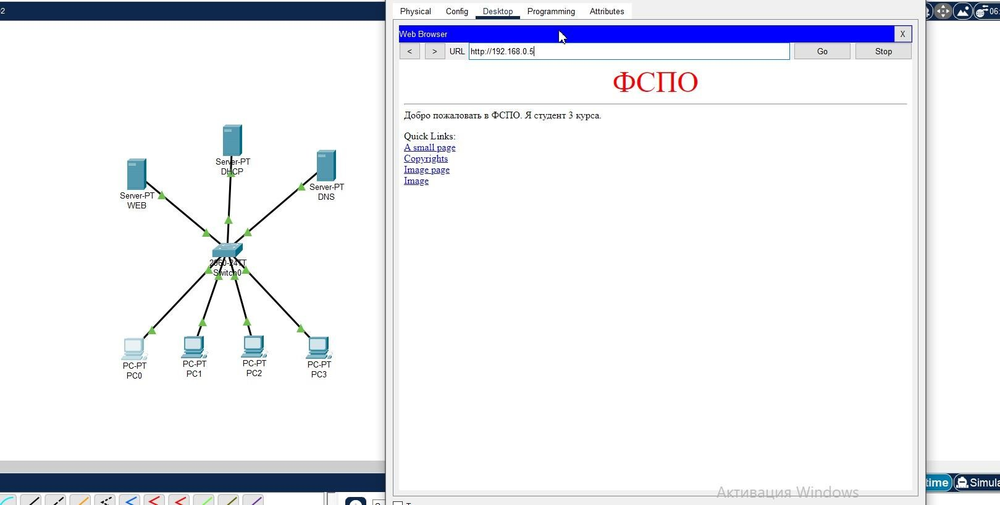 2
Physical
Config
Desktop
Programming
Attributes
06:
Web Browser
X
<
>
URL
http://192.168.0.5
Go
Stop
ФСПО
Добро пожаловать в ФСПО. Я студент 3 курса.
Quick Links:
A small page
Copyrights
Image page
Image
Server-PT
DHCP
Server-PT
WEB
Server-PT
DNS
2960-24TT
Switch0
PC-PT
PC0
PC-PT
PC1
PC-PT
PC2
PC-PT
PC3
time
Simula
Активация Windows